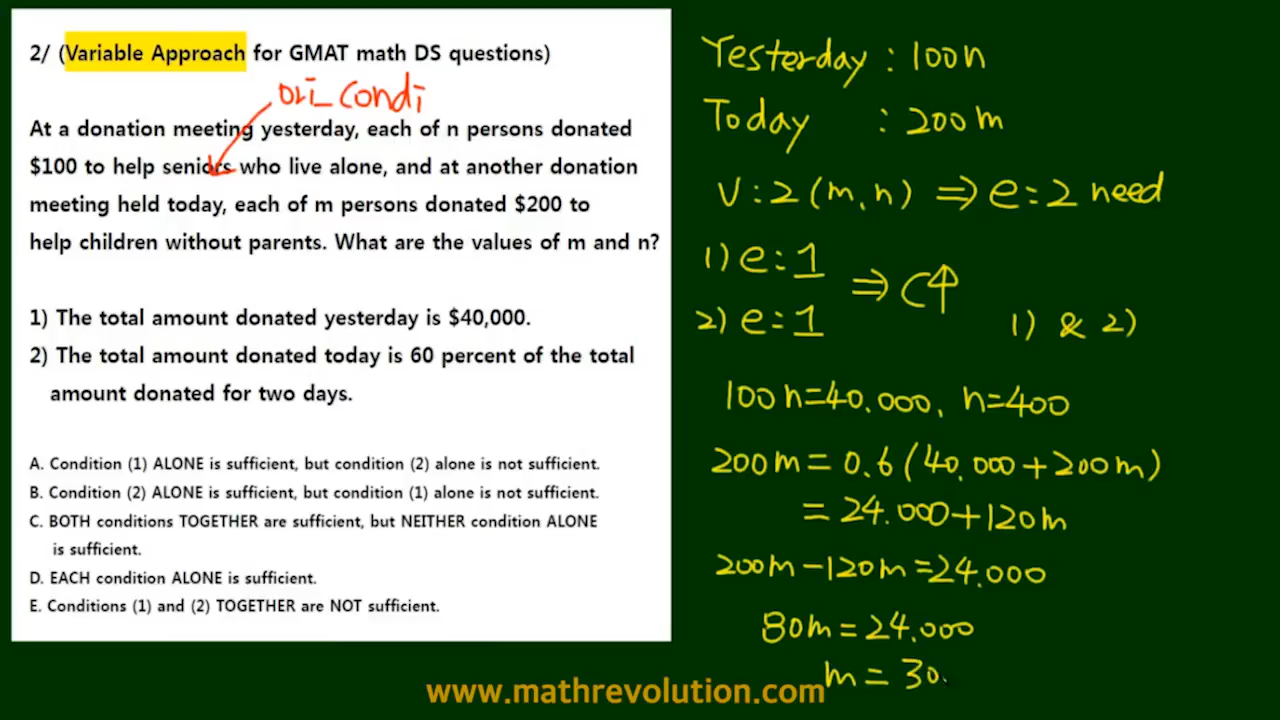 2/ (Variable Approach for GMAT math DS questions)
ori_condi
At a donation meeting yesterday, each of n persons donated
$100 to help seniors who live alone, and at another donation
meeting held today, each of m persons donated $200 to
help children without parents. What are the values of m and n?
1) The total amount donated yesterday is $40,000.
2) The total amount donated today is 60 percent of the total
amount donated for two days.
A. Condition (1) ALONE is sufficient, but condition (2) alone is not sufficient.
B. Condition (2) ALONE is sufficient, but condition (1) alone is not sufficient.
C. BOTH conditions TOGETHER are sufficient, but NEITHER condition ALONE
is sufficient.
D. EACH condition ALONE is sufficient.
E. Conditions (1) and (2) TOGETHER are NOT sufficient.
Yesterday : 100n
Today : 200m
V : 2 (m, n) ⇒ e : 2 need
1) e : 1
⇒ C↑
2) e : 1
1) & 2)
100n=40.000, n=400
200m = 0.6(40.000+200m)
= 24.000+120m
200m-120m=24.000
80m=24.000
m = 30
www.mathrevolution.com